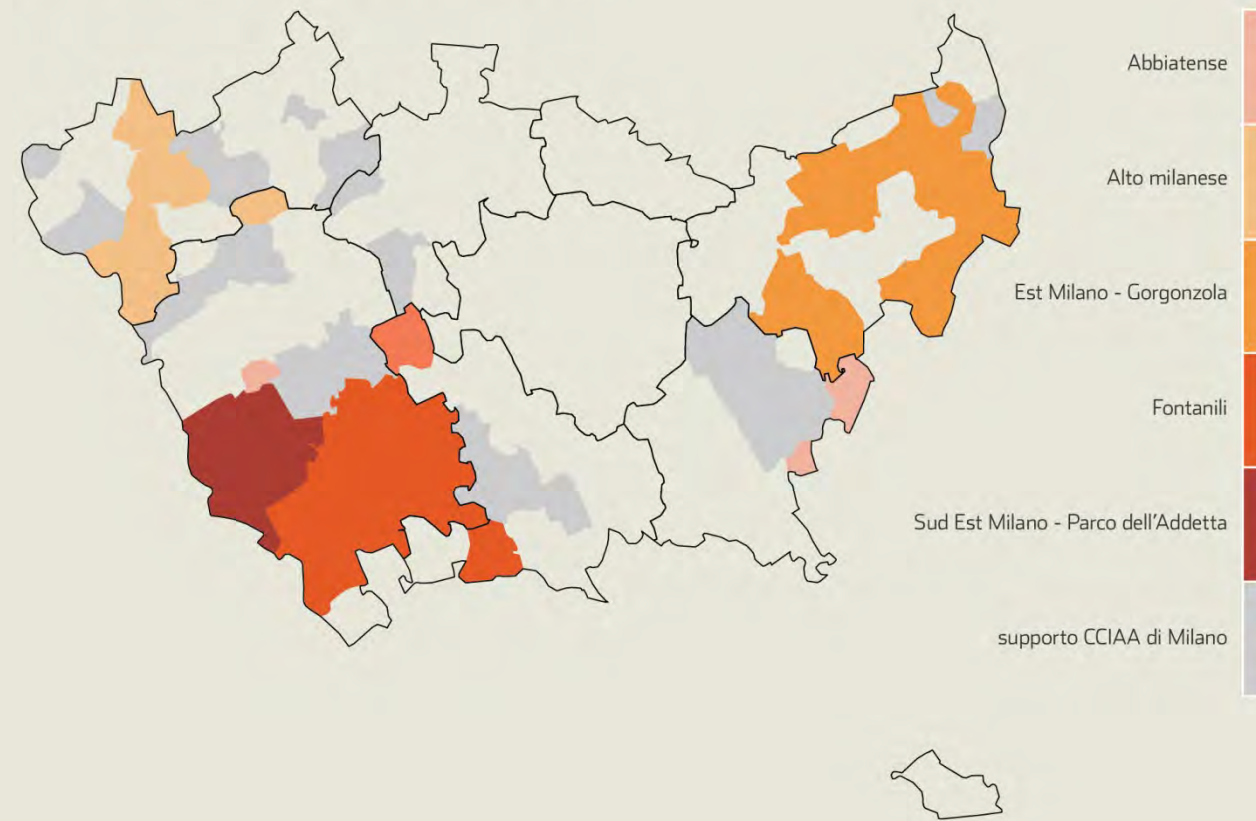 Abbiatense
Alto milanese
Est Milano - Gorgonzola
Fontanili
Sud Est Milano - Parco dell'Addetta
supporto CCIAA di Milano